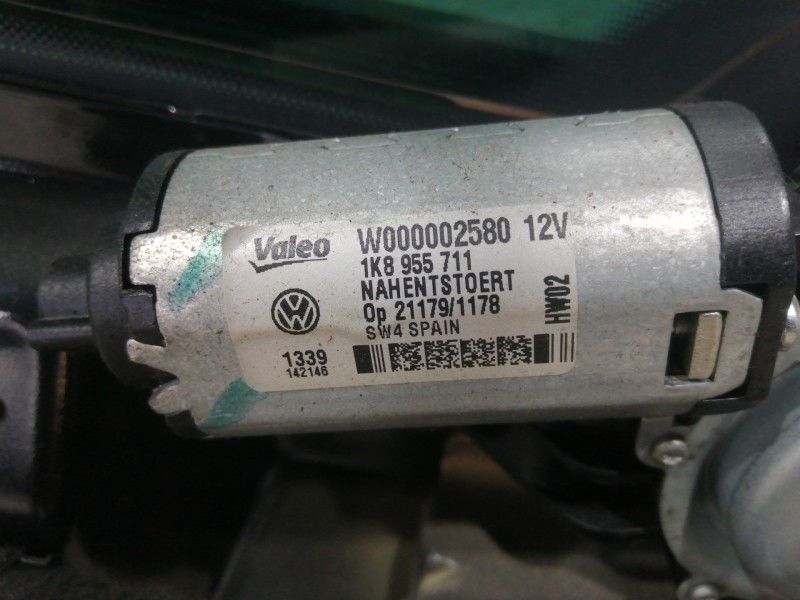 Valeo W000002580 12V
1K8 955 711
NAHENTSTOERT
Op 21179/1178
SW4 SPAIN
HW02
1339
142146